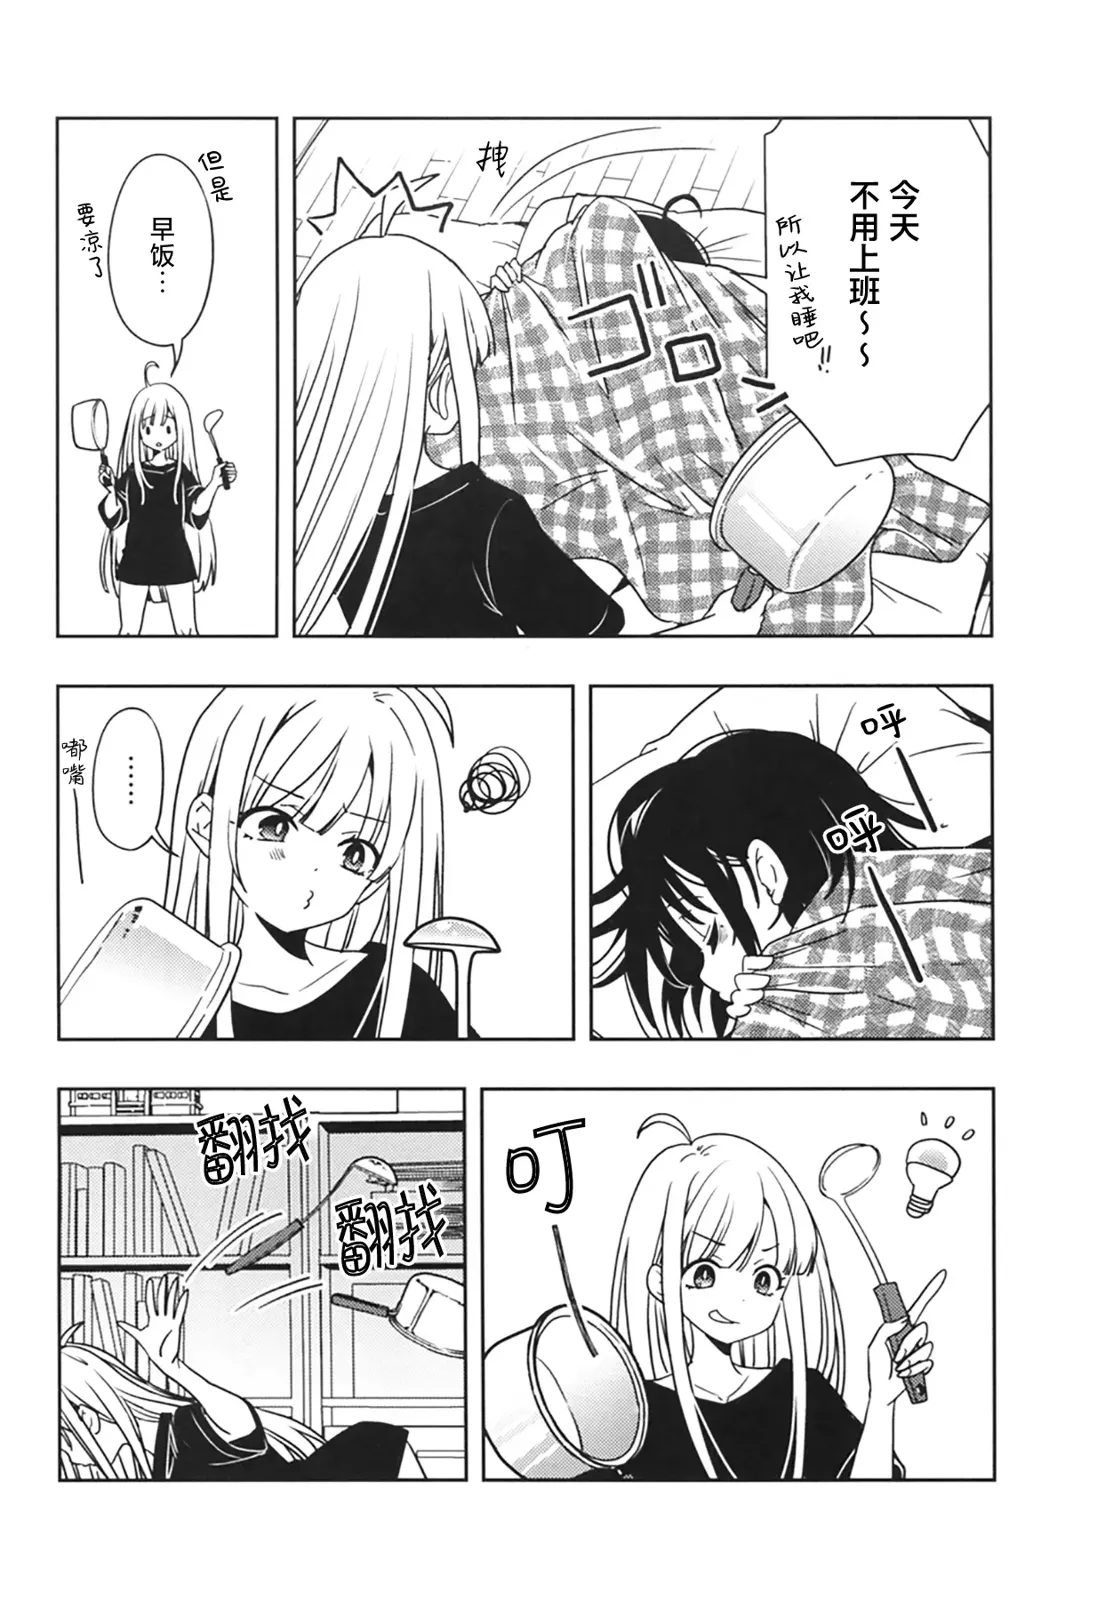 今天
不用上班～～
所以让我睡吧!!
拽
ゴロ
但是
早饭…
要凉了
呼
呼
……
嘟嘴
叮
翻找
翻找